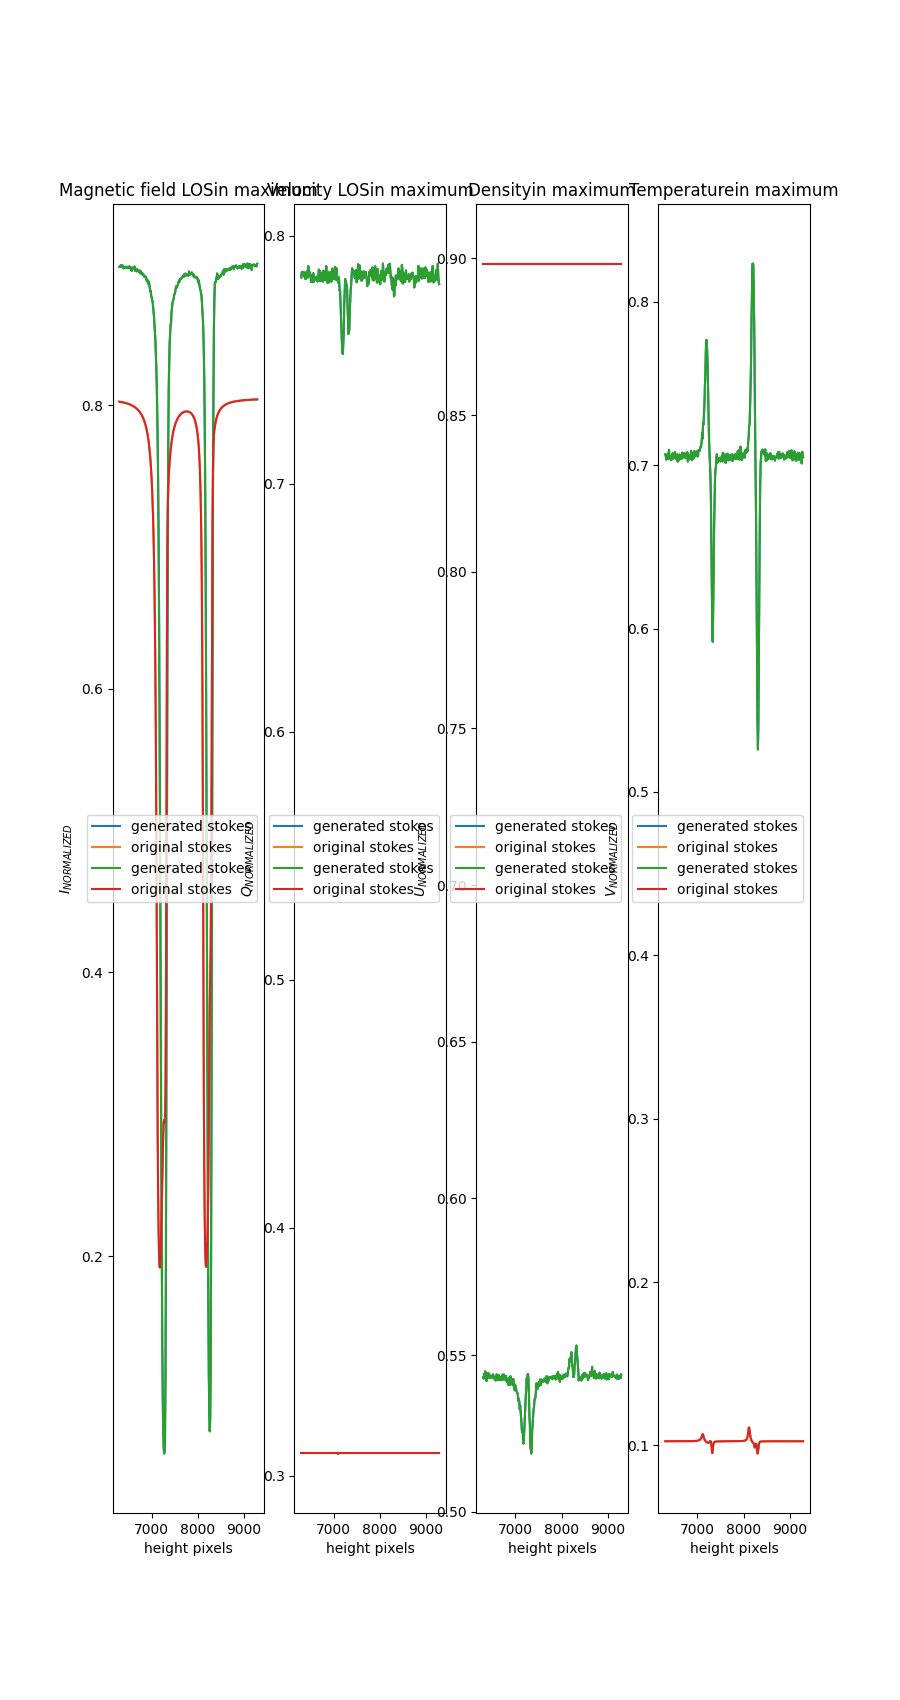 Magnetic field LOSin maximum
Velocity LOSin maximum
Densityin maximum
Temperaturein maximum
0.8
0.6
0.4
0.2
I_NORMALIZED
generated stokes
original stokes
generated stokes
original stokes
7000 8000 9000
height pixels
0.8
0.7
0.6
0.5
0.4
0.3
Q_NORMALIZED
generated stokes
original stokes
generated stokes
original stokes
7000 8000 9000
height pixels
0.90
0.85
0.80
0.75
0.70
0.65
0.60
0.55
0.50
U_NORMALIZED
generated stokes
original stokes
generated stokes
original stokes
7000 8000 9000
height pixels
0.8
0.7
0.6
0.5
0.4
0.3
0.2
0.1
V_NORMALIZED
generated stokes
original stokes
generated stokes
original stokes
7000 8000 9000
height pixels